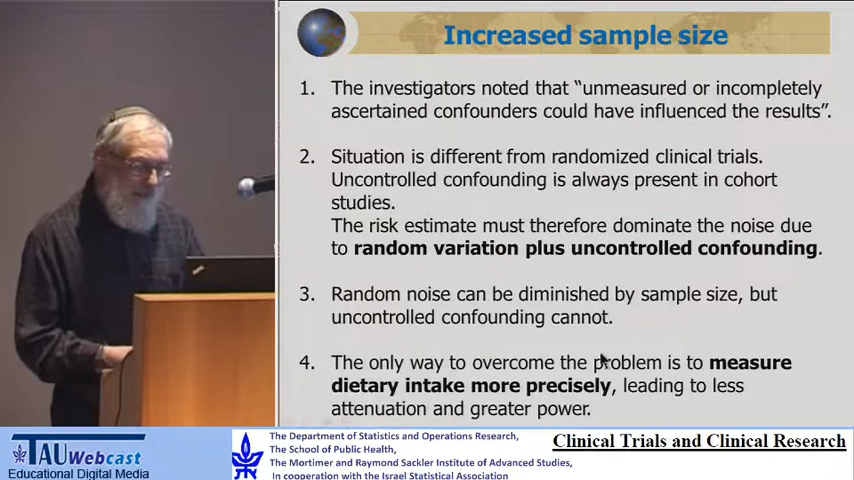 Increased sample size
1. The investigators noted that “unmeasured or incompletely
ascertained confounders could have influenced the results”.
2. Situation is different from randomized clinical trials.
Uncontrolled confounding is always present in cohort
studies.
The risk estimate must therefore dominate the noise due
to random variation plus uncontrolled confounding.
3. Random noise can be diminished by sample size, but
uncontrolled confounding cannot.
4. The only way to overcome the problem is to measure
dietary intake more precisely, leading to less
attenuation and greater power.
TAU Webcast
Educational Digital Media
The Department of Statistics and Operations Research,
The School of Public Health,
The Mortimer and Raymond Sackler Institute of Advanced Studies,
In cooperation with the Israel Statistical Association
Clinical Trials and Clinical Research